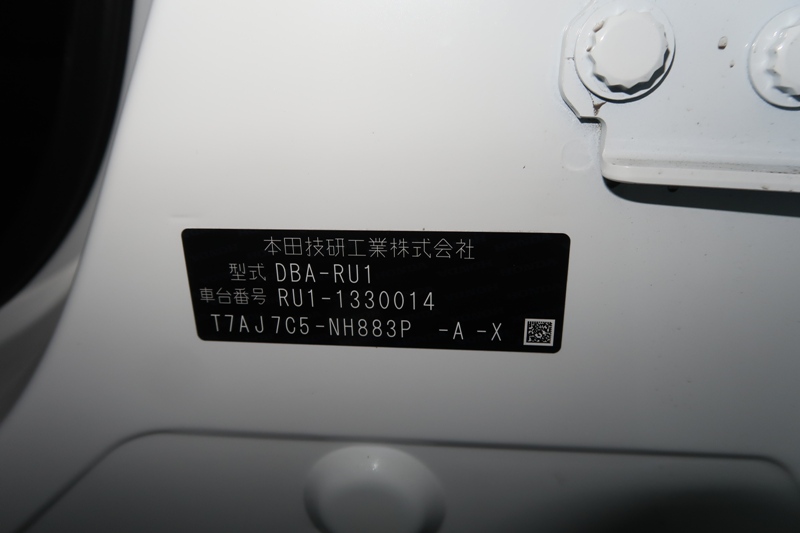 本田技研工業株式会社
型式 DBA-RU1
車台番号 RU1-1330014
T7AJ7C5-NH883P -A-X